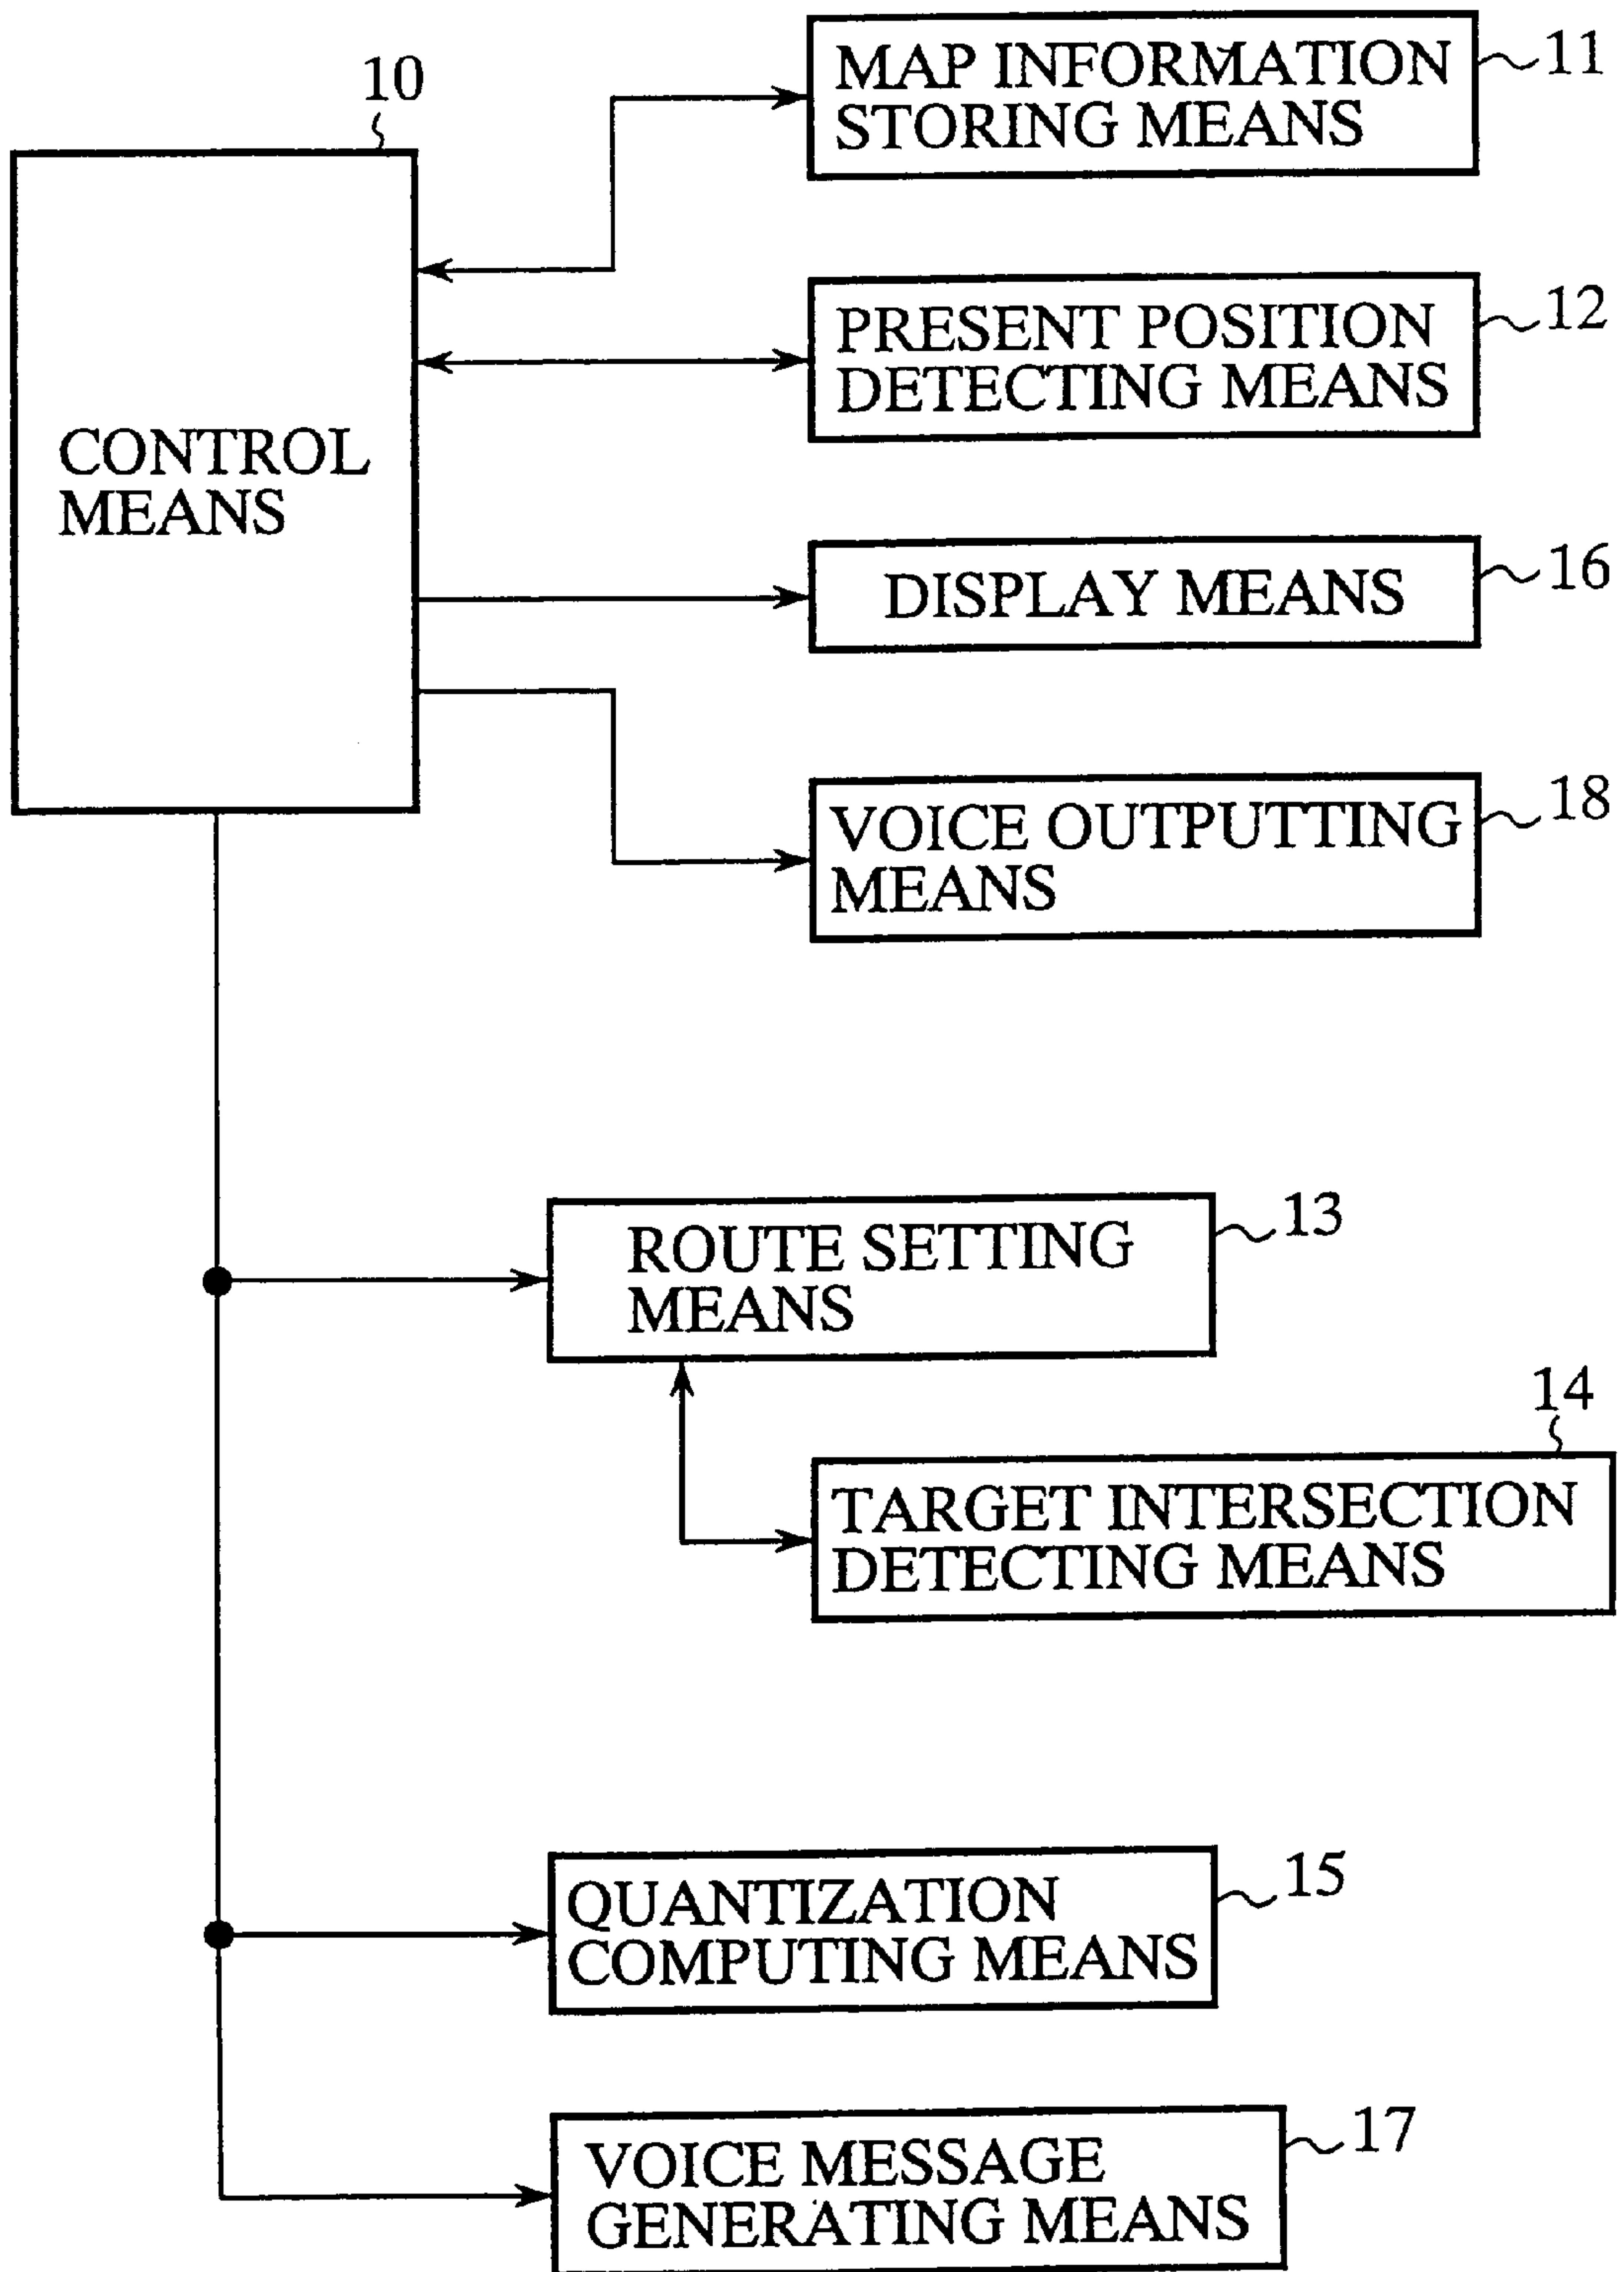 10
CONTROL
MEANS
MAP INFORMATION
STORING MEANS
11
PRESENT POSITION
DETECTING MEANS
12
DISPLAY MEANS
16
VOICE OUTPUTTING
MEANS
18
ROUTE SETTING
MEANS
13
14
TARGET INTERSECTION
DETECTING MEANS
QUANTIZATION
COMPUTING MEANS
15
VOICE MESSAGE
GENERATING MEANS
17